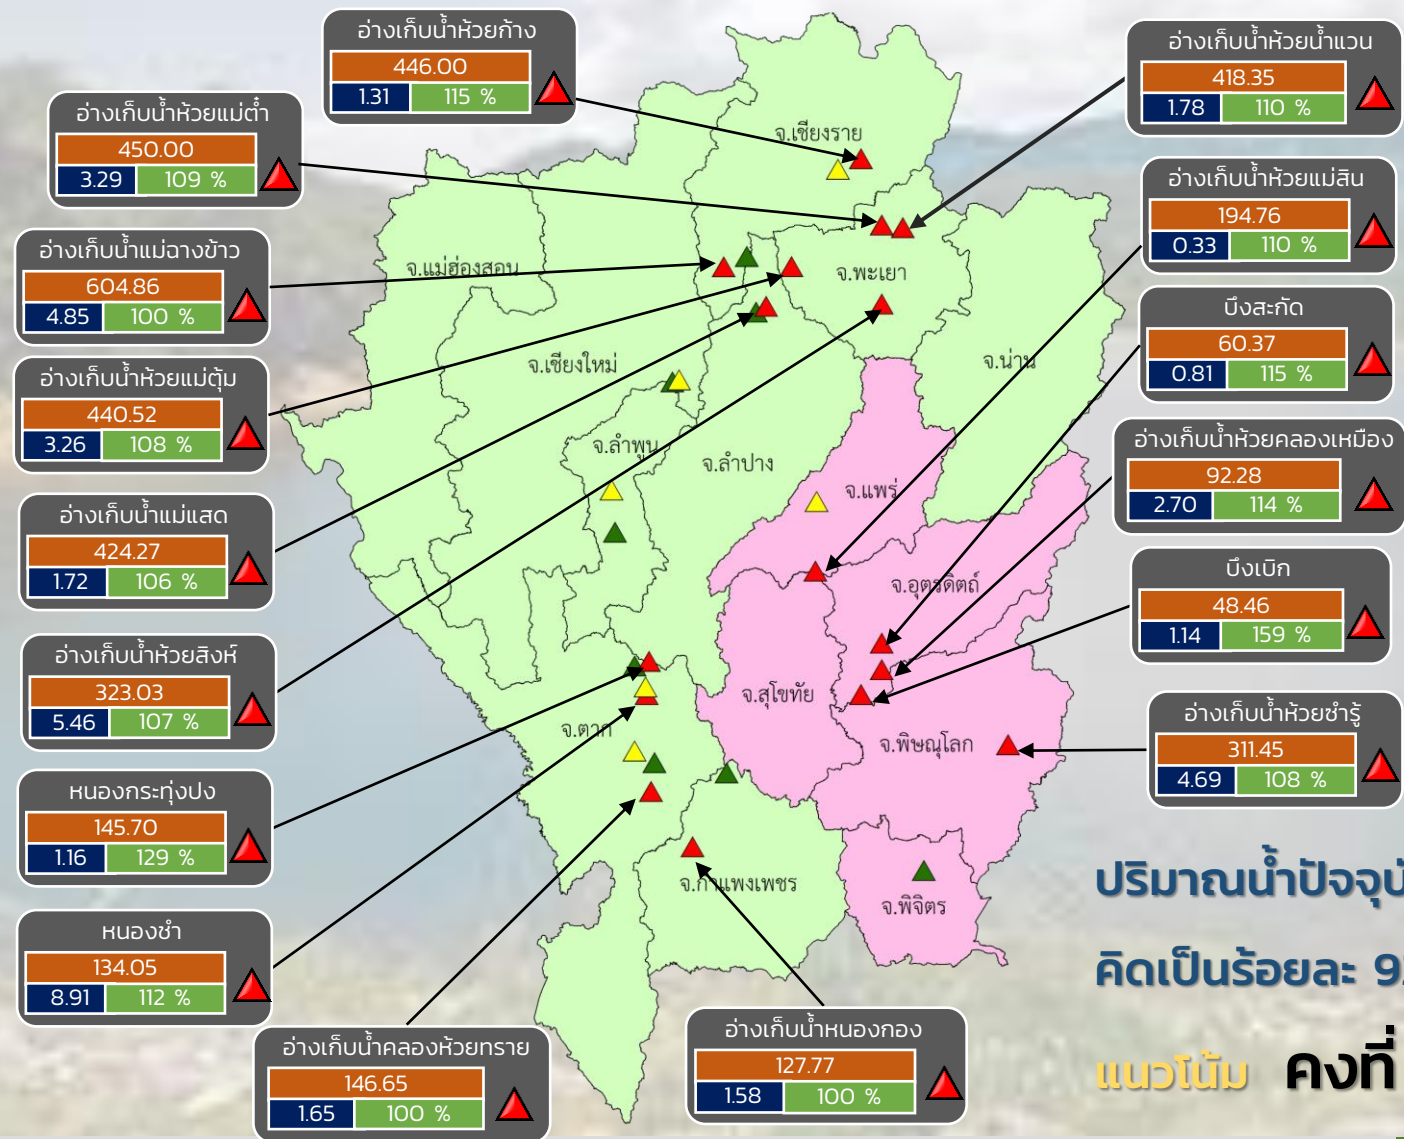 อ่างเก็บน้ำห้วยก้าง
446.00
1.31 115 %
อ่างเก็บน้ำห้วยน้ำแวน
418.35
1.78 110 %
อ่างเก็บน้ำห้วยแม่ต๋ำ
450.00
3.29 109 %
อ่างเก็บน้ำห้วยแม่สิน
194.76
0.33 110 %
อ่างเก็บน้ำแม่ฉางข้าว
604.86
4.85 100 %
บึงสะกัด
60.37
0.81 115 %
อ่างเก็บน้ำห้วยแม่ตุ้ม
440.52
3.26 108 %
อ่างเก็บน้ำห้วยคลองเหมือง
92.28
2.70 114 %
อ่างเก็บน้ำแม่แสด
424.27
1.72 106 %
บึงเบิก
48.46
1.14 159 %
อ่างเก็บน้ำห้วยสิงห์
323.03
5.46 107 %
อ่างเก็บน้ำห้วยซำรู้
311.45
4.69 108 %
หนองกระทุ่งปง
145.70
1.16 129 %
หนองซำ
134.05
8.91 112 %
อ่างเก็บน้ำคลองห้วยทราย
146.65
1.65 100 %
อ่างเก็บน้ำหนองกอง
127.77
1.58 100 %
จ.เชียงราย
จ.แม่ฮ่องสอน
จ.พะเยา
จ.เชียงใหม่
จ.น่าน
จ.ลำพูน
จ.ลำปาง
จ.แพร่
จ.อุตรดิตถ์
จ.สุโขทัย
จ.ตาก
จ.พิษณุโลก
จ.กำแพงเพชร
จ.พิจิตร
ปริมาณน้ำปัจจุบั
คิดเป็นร้อยละ
แนวโน้ม คงที่